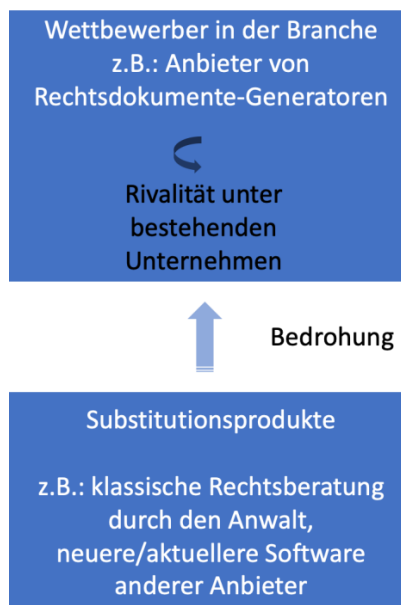 Wettbewerber in der Branche
z.B.: Anbieter von
Rechtsdokumente-Generatoren
Rivalität unter
bestehenden
Unternehmen
Bedrohung
Substitutionsprodukte
z.B.: klassische Rechtsberatung
durch den Anwalt,
neuere/aktuellere Software
anderer Anbieter